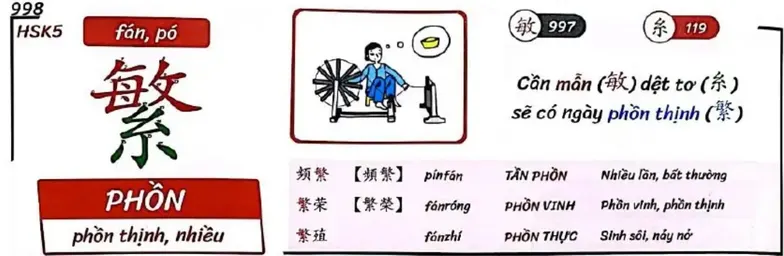 998
HSK5
fán, pó
繁
PHỒN
phồn thịnh, nhiều
敏 997
糸 119
Cần mẫn (敏) dệt tơ (糸)
sẽ có ngày phồn thịnh (繁)
频繁 【頻繁】 pínfán TẦN PHỒN Nhiều lần, bất thường
繁荣 【繁榮】 fánróng PHỒN VINH Phồn vinh, phồn thịnh
繁殖 fánzhí PHỒN THỰC Sinh sôi, nảy nở